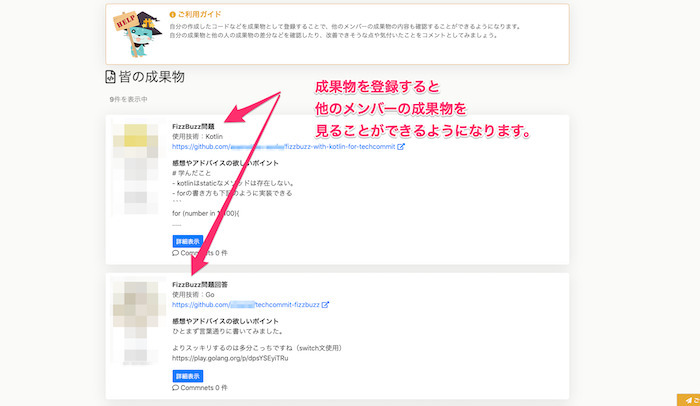 HELP
ご利用ガイド
自分の作成したコードなどを成果物として登録することで、他のメンバーの成果物の内容も確認することができるようになります。
自分の成果物と他の人の成果物の差分などを確認したり、改善できそうな点や気付いたことをコメントとしてみましょう。
皆の成果物
9件を表示中
成果物を登録すると
他のメンバーの成果物を
見ることができるようになります。
FizzBuzz問題
使用技術：Kotlin
https://github.com/ /fizzbuzz-with-kotlin-for-techcommit
感想やアドバイスの欲しいポイント
# 学んだこと
- kotlinはstaticなメソッドは存在しない。
- forの書き方も下記のように実装できる
```
for (number in 1 100){
......
詳細表示
Commnets 0 件
FizzBuzz問題回答
使用技術：Go
https://github.com/ /techcommit-fizzbuzz
感想やアドバイスの欲しいポイント
ひとまず言葉通りに書いてみました。
よりスッキリするのは多分こっちですね（switch文使用）
https://play.golang.org/p/dpsYSEyiTRu
詳細表示
Commnets 0 件